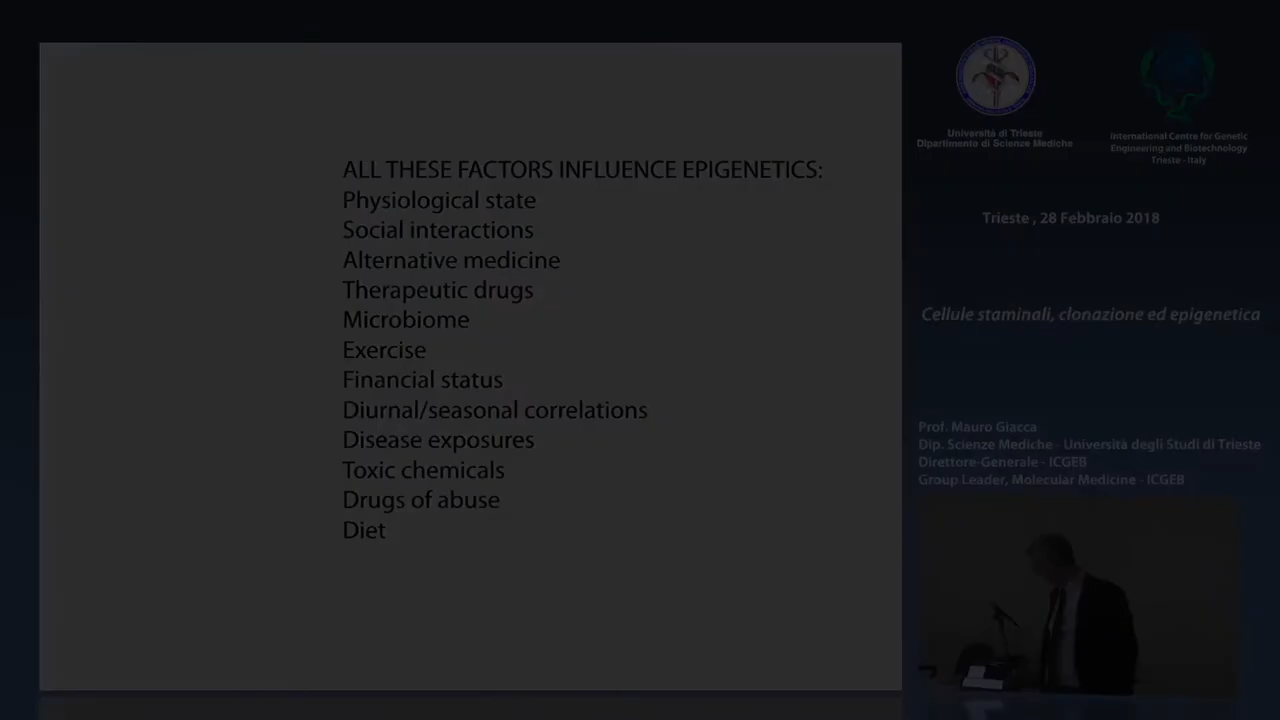 ALL THESE FACTORS INFLUENCE EPIGENETICS:
Physiological state
Social interactions
Alternative medicine
Therapeutic drugs
Microbiome
Exercise
Financial status
Diurnal/seasonal correlations
Disease exposures
Toxic chemicals
Drugs of abuse
Diet
Università di Trieste
Dipartimento di Scienze Mediche
International Centre for Genetic
Engineering and Biotechnology
Trieste - Italy
Trieste , 28 Febbraio 2018
Cellule staminali, clonazione ed epigenetica
Prof. Mauro Giacca
Dip. Scienze Mediche - Università degli Studi di Trieste
Direttore-Generale - ICGEB
Group Leader, Molecular Medicine - ICGEB